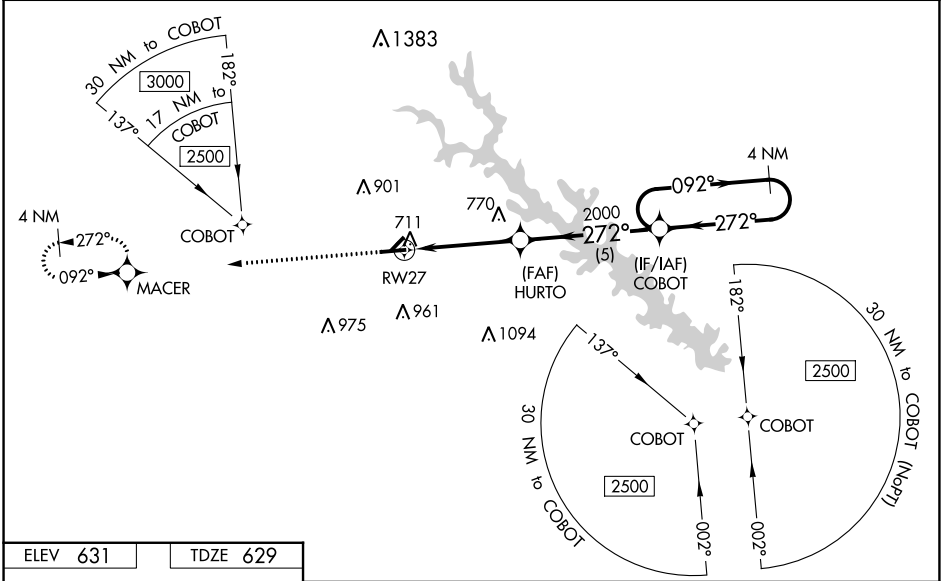 1383
30 NM to COBOT
3000
182°
137°
17 NM to
COBOT
2500
COBOT
4 NM
272°
092°
MACER
901
770
711
RW27
975
961
1094
4 NM
092°
272°
2000
272°
(5)
(FAF)
HURTO
(IF/IAF)
COBOT
137°
30 NM to COBOT
COBOT
2500
002°
182°
30 NM to COBOT (NoPT)
2500
COBOT
002°
ELEV 631
TDZE 629